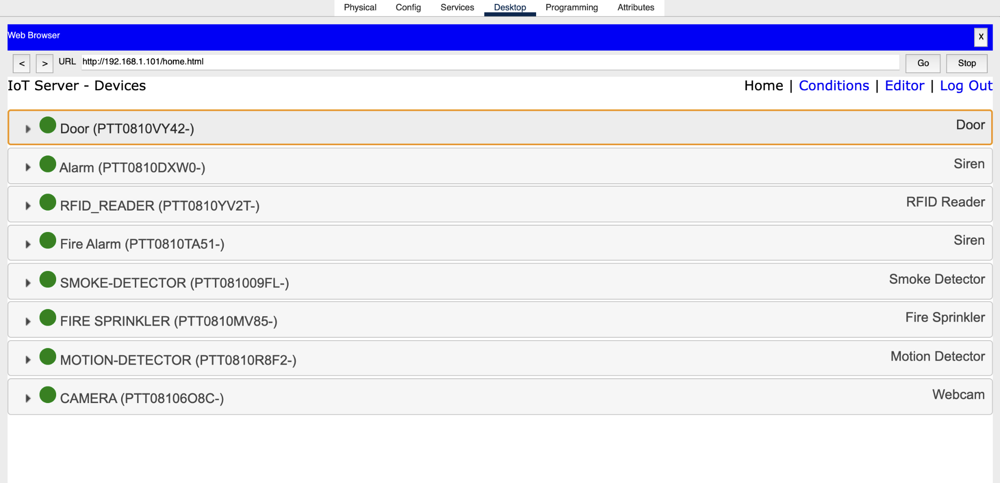 Physical Config Services Desktop Programming Attributes
Web Browser X
< > URL http://192.168.1.101/home.html Go Stop
IoT Server - Devices Home | Conditions | Editor | Log Out
Door (PTT0810VY42-) Door
Alarm (PTT0810DXW0-) Siren
RFID_READER (PTT0810YV2T-) RFID Reader
Fire Alarm (PTT0810TA51-) Siren
SMOKE-DETECTOR (PTT081009FL-) Smoke Detector
FIRE SPRINKLER (PTT0810MV85-) Fire Sprinkler
MOTION-DETECTOR (PTT0810R8F2-) Motion Detector
CAMERA (PTT08106O8C-) Webcam